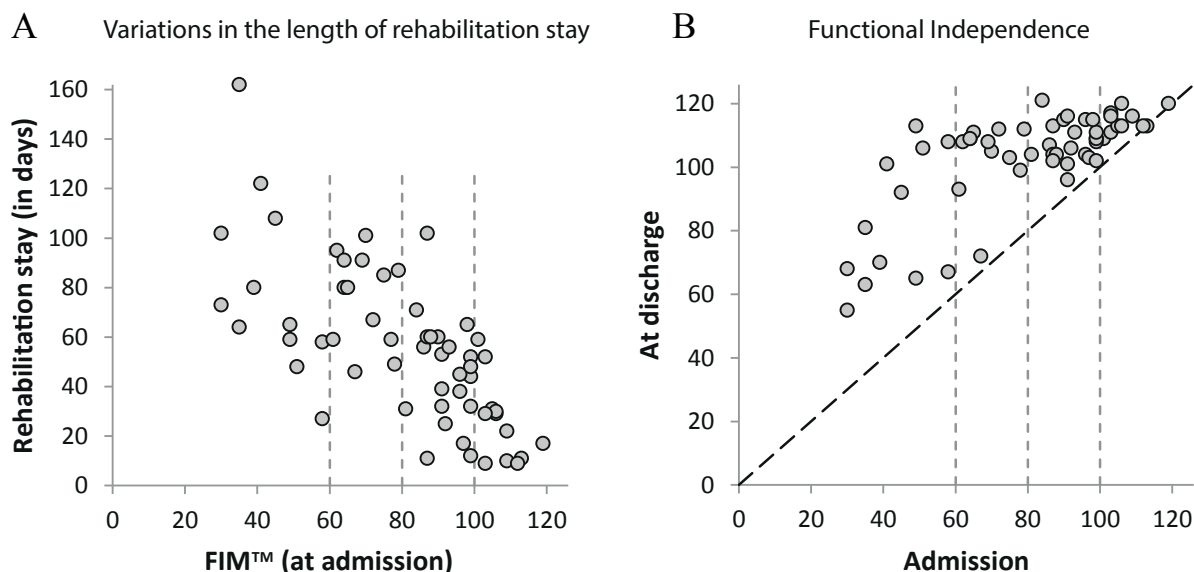 A Variations in the length of rehabilitation stay
160
140
120
100
80
60
40
20
0
Rehabilitation stay (in days)
0 20 40 60 80 100 120
FIM™ (at admission)
B Functional Independence
120
100
80
60
40
20
0
At discharge
0 20 40 60 80 100 120
Admission